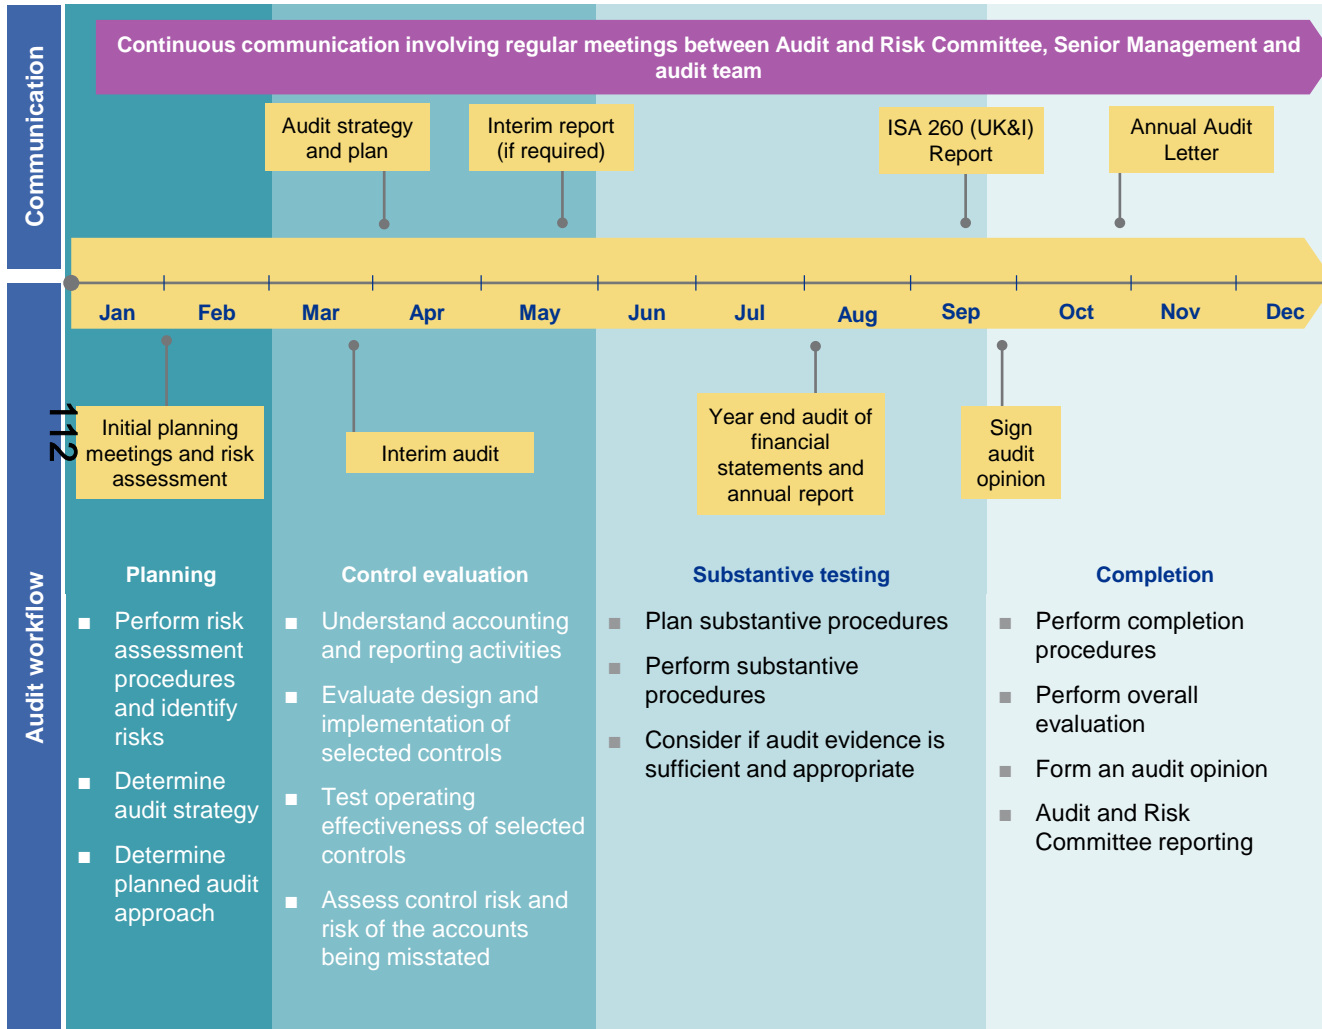 Communication
Continuous communication involving regular meetings between Audit and Risk Committee, Senior Management and
audit team
Audit strategy
and plan
Interim report
(if required)
ISA 260 (UK&I)
Report
Annual Audit
Letter
Jan
Feb
Mar
Apr
May
Jun
Jul
Aug
Sep
Oct
Nov
Dec
112
Initial planning
meetings and risk
assessment
Interim audit
Year end audit of
financial
statements and
annual report
Sign
audit
opinion
Audit workflow
Planning
■ Perform risk
assessment
procedures
and identify
risks
■ Determine
audit strategy
■ Determine
planned audit
approach
Control evaluation
■ Understand accounting
and reporting activities
■ Evaluate design and
implementation of
selected controls
■ Test operating
effectiveness of selected
controls
■ Assess control risk and
risk of the accounts
being misstated
Substantive testing
■ Plan substantive procedures
■ Perform substantive
procedures
■ Consider if audit evidence is
sufficient and appropriate
Completion
■ Perform completion
procedures
■ Perform overall
evaluation
■ Form an audit opinion
■ Audit and Risk
Committee reporting